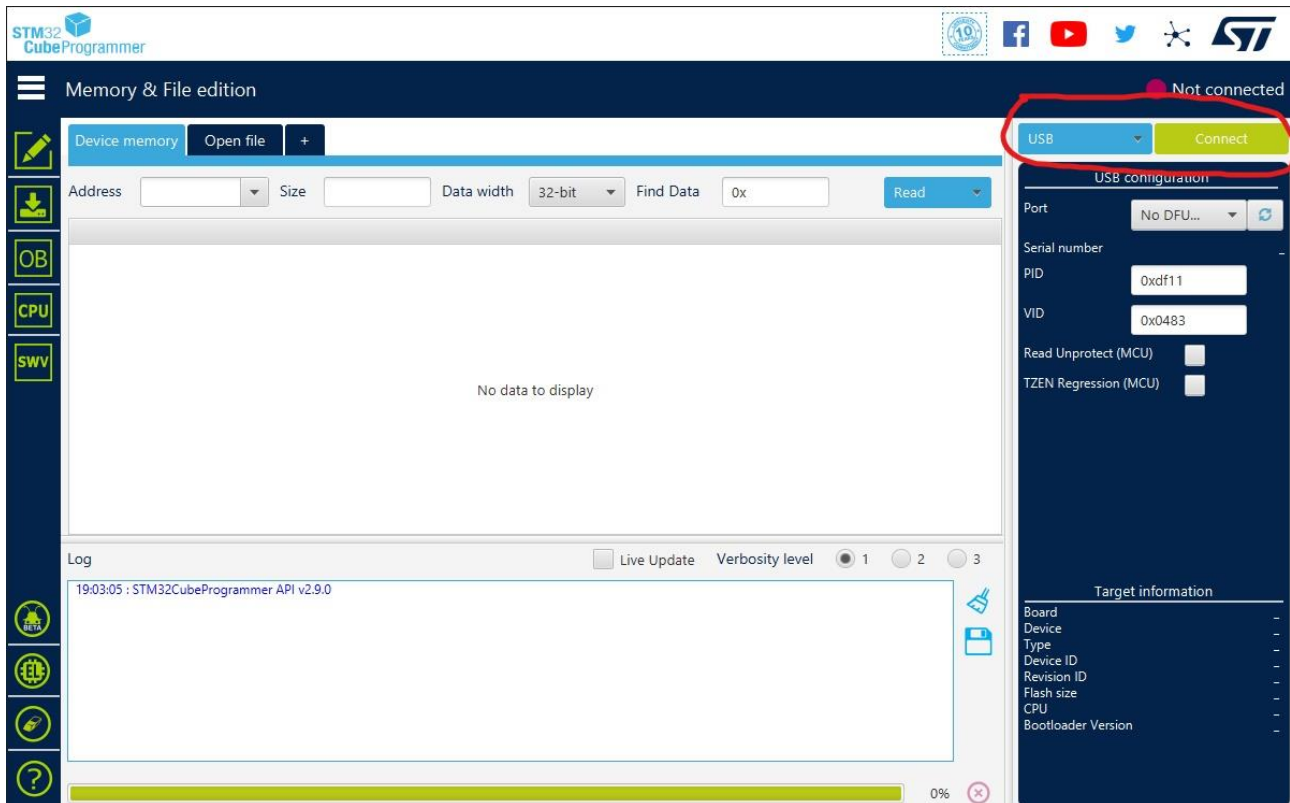 STM32
CubeProgrammer
10
ST
Memory & File edition
Not connected
Device memory
Open file
+
USB
Connect
Address
Size
Data width
32-bit
Find Data
0x
Read
USB configuration
Port
No DFU...
Serial number
-
PID
0xdf11
VID
0x0483
Read Unprotect (MCU)
TZEN Regression (MCU)
OB
CPU
SWV
No data to display
Log
Live Update
Verbosity level
1
2
3
19:03:05 : STM32CubeProgrammer API v2.9.0
Target information
Board -
Device -
Type -
Device ID -
Revision ID -
Flash size -
CPU -
Bootloader Version -
BETA
EL
?
0%